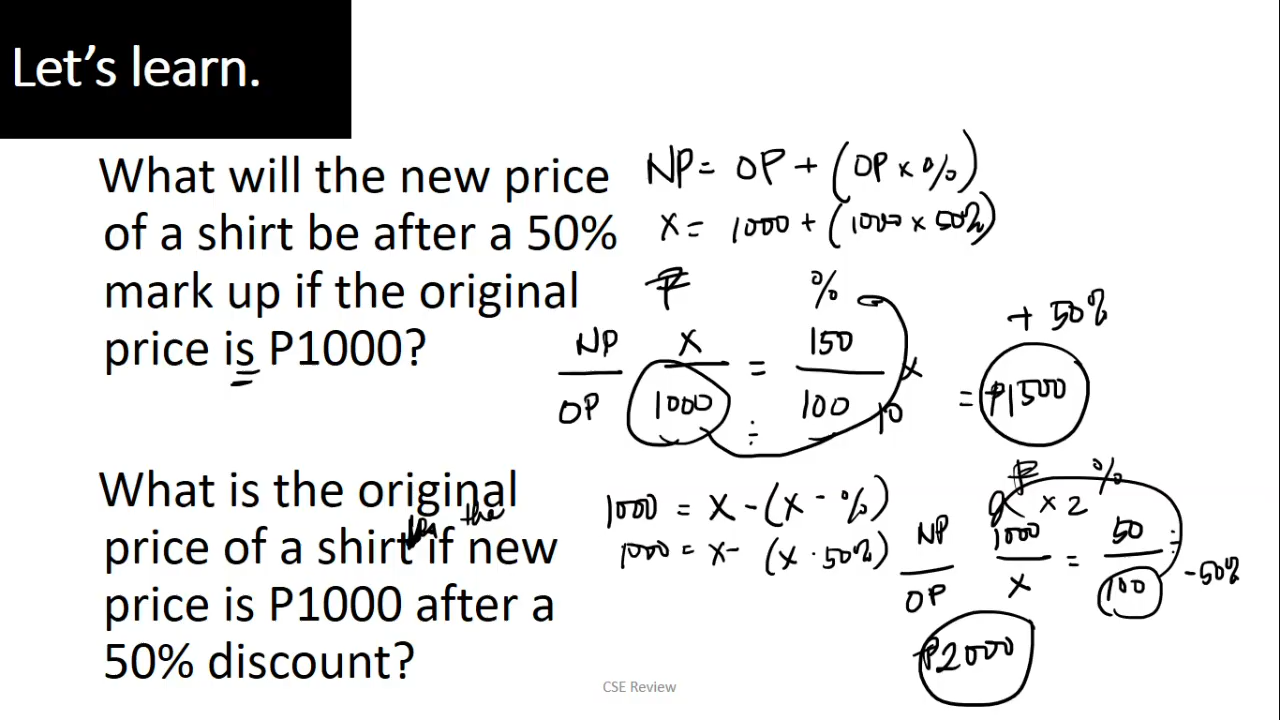 Let's learn.
What will the new price
of a shirt be after a 50%
mark up if the original
price is P1000?
NP = OP + (OP x %)
x = 1000 + (1000 x 50%)
₱ %
NP x = 150 x
OP 1000 ÷ 100 10
+ 50%
= ₱1500
What is the original
the
price of a shirt if new
price is P1000 after a
50% discount?
1000 = x - (x - %)
1000 = x - (x · 50%)
₱ %
x 2
NP 1000 = 50 ÷
OP x 100 - 50%
₱2000
CSE Review